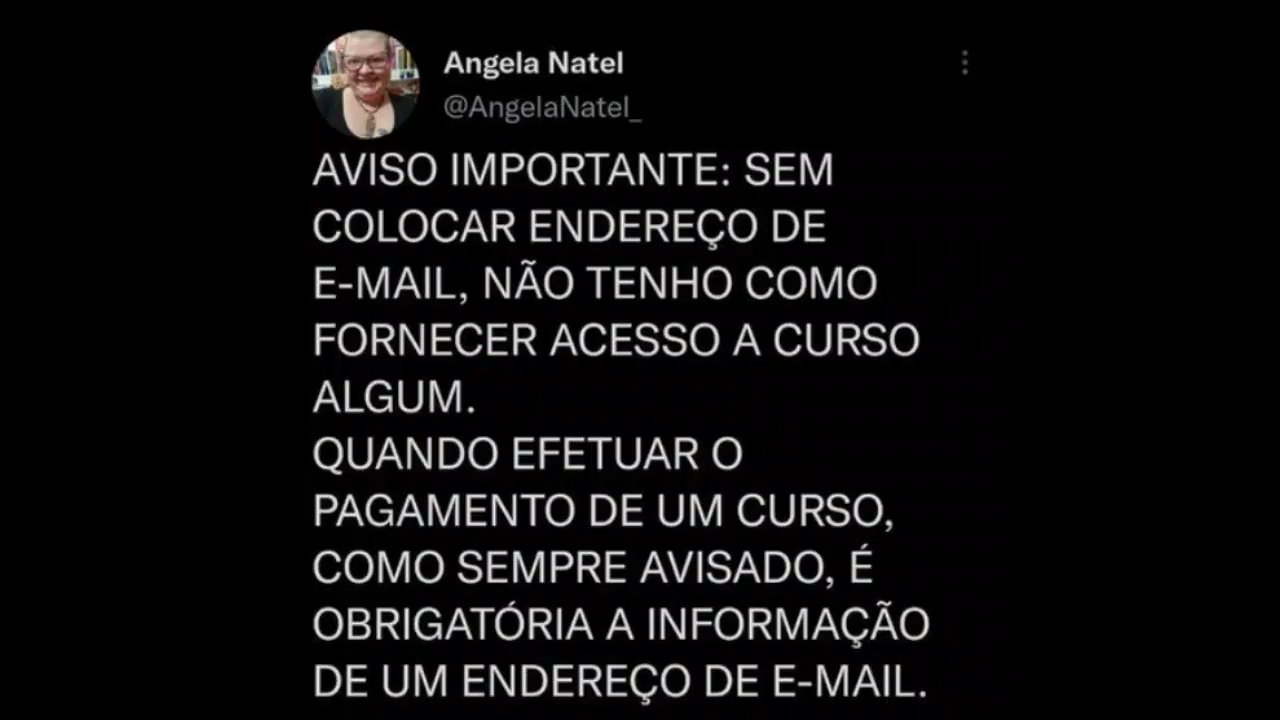 Angela Natel
@AngelaNatel_
AVISO IMPORTANTE: SEM
COLOCAR ENDEREÇO DE
E-MAIL, NÃO TENHO COMO
FORNECER ACESSO A CURSO
ALGUM.
QUANDO EFETUAR O
PAGAMENTO DE UM CURSO,
COMO SEMPRE AVISADO, É
OBRIGATÓRIA A INFORMAÇÃO
DE UM ENDEREÇO DE E-MAIL.